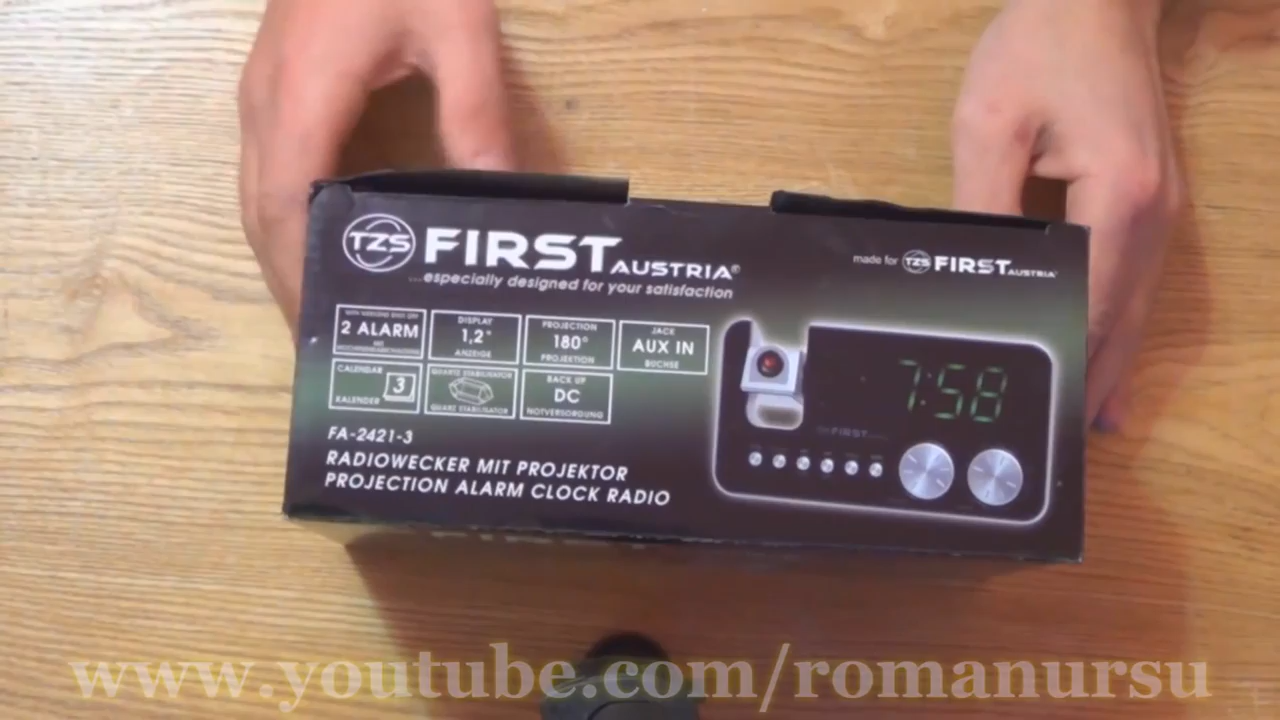 TZS FIRST AUSTRIA®
...especially designed for your satisfaction
made for TZS FIRST AUSTRIA
2 ALARM
DISPLAY
1,2"
ANZEIGE
PROJECTION
180°
PROJEKTION
JACK
AUX IN
BUCHSE
CALENDAR
3
KALENDER
QUARTZ STABILISATOR
QUARZ STABILISATOR
BACK UP
DC
NOTVERSORGUNG
7:58
FIRST
FA-2421-3
RADIOWECKER MIT PROJEKTOR
PROJECTION ALARM CLOCK RADIO
www.youtube.com/romanursu